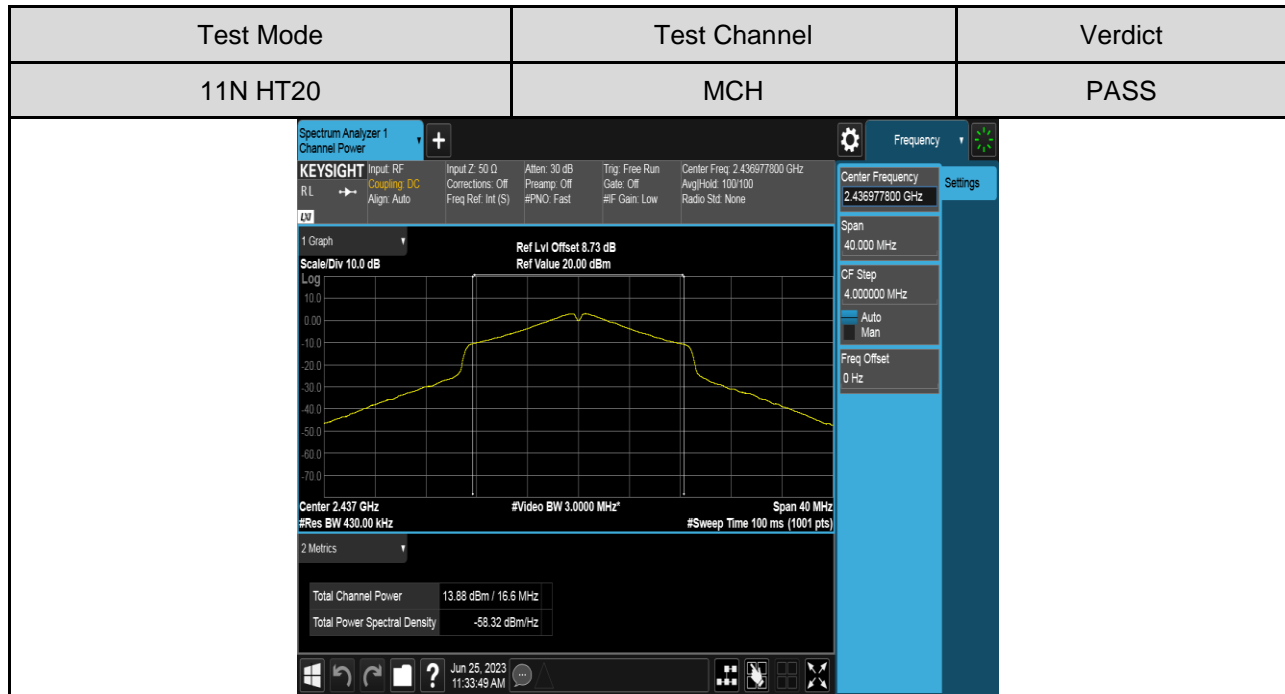 Test Mode Test Channel Verdict
11N HT20 MCH PASS
Spectrum Analyzer 1
Channel Power
+
Frequency
KEYSIGHT
RL
LXI
Input: RF
Coupling: DC
Align: Auto
Input Z: 50 Ω
Corrections: Off
Freq Ref: Int (S)
Atten: 30 dB
Preamp: Off
#PNO: Fast
Trig: Free Run
Gate: Off
#IF Gain: Low
Center Freq: 2.436977800 GHz
Avg|Hold: 100/100
Radio Std: None
Center Frequency
2.436977800 GHz
Settings
Span
40.000 MHz
CF Step
4.000000 MHz
Auto
Man
Freq Offset
0 Hz
1 Graph
Scale/Div 10.0 dB
Ref Lvl Offset 8.73 dB
Ref Value 20.00 dBm
Log
10.0
0.00
-10.0
-20.0
-30.0
-40.0
-50.0
-60.0
-70.0
Center 2.437 GHz #Video BW 3.0000 MHz* Span 40 MHz
#Res BW 430.00 kHz #Sweep Time 100 ms (1001 pts)
2 Metrics
Total Channel Power 13.88 dBm / 16.6 MHz
Total Power Spectral Density -58.32 dBm/Hz
?
Jun 25, 2023
11:33:49 AM